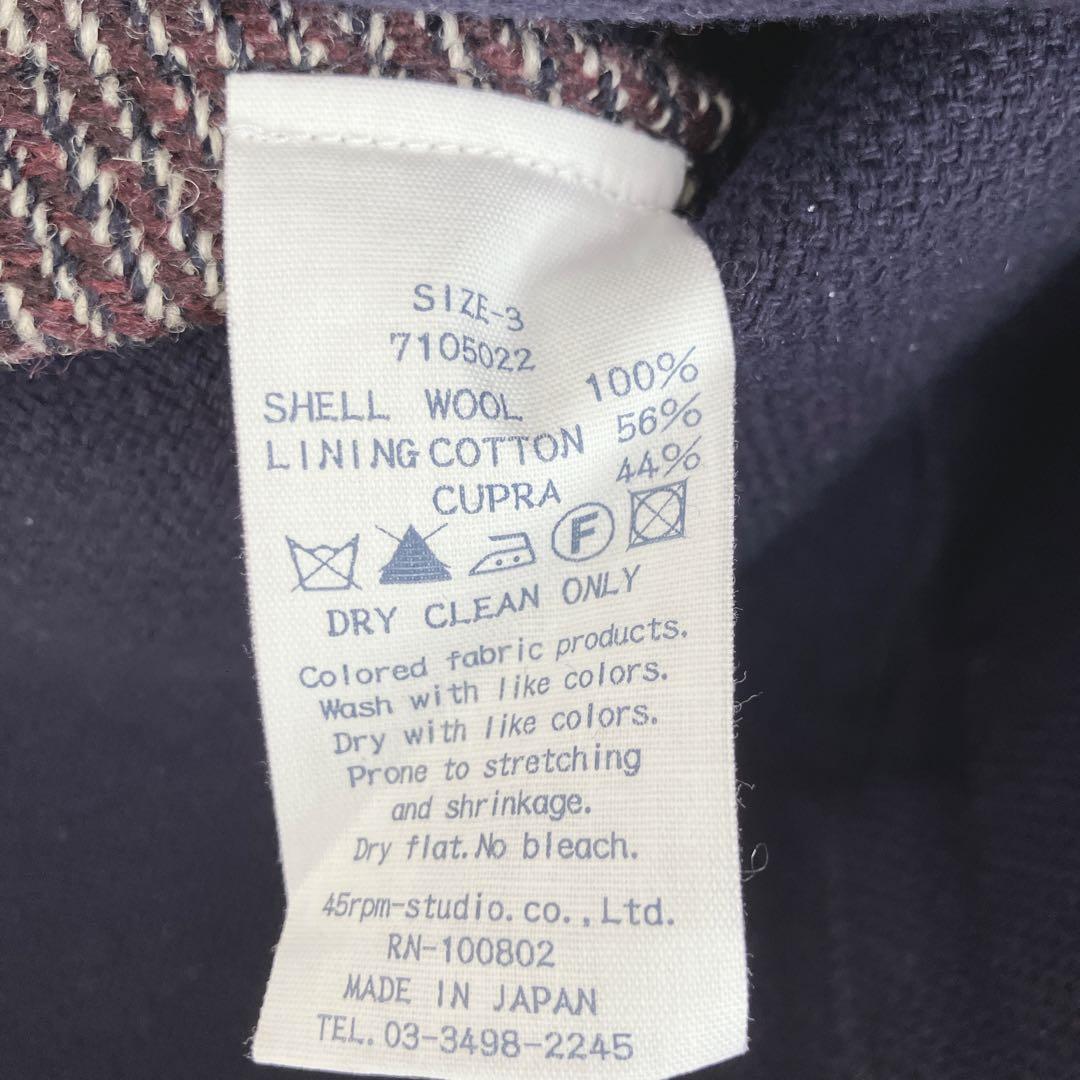 SIZE-3
7105022
SHELL WOOL 100%
LINING COTTON 56%
CUPRA 44%
F
DRY CLEAN ONLY
Colored fabric products.
Wash with like colors.
Dry with like colors.
Prone to stretching
and shrinkage.
Dry flat.No bleach.
45rpm-studio.co.,Ltd.
RN-100802
MADE IN JAPAN
TEL.03-3498-2245